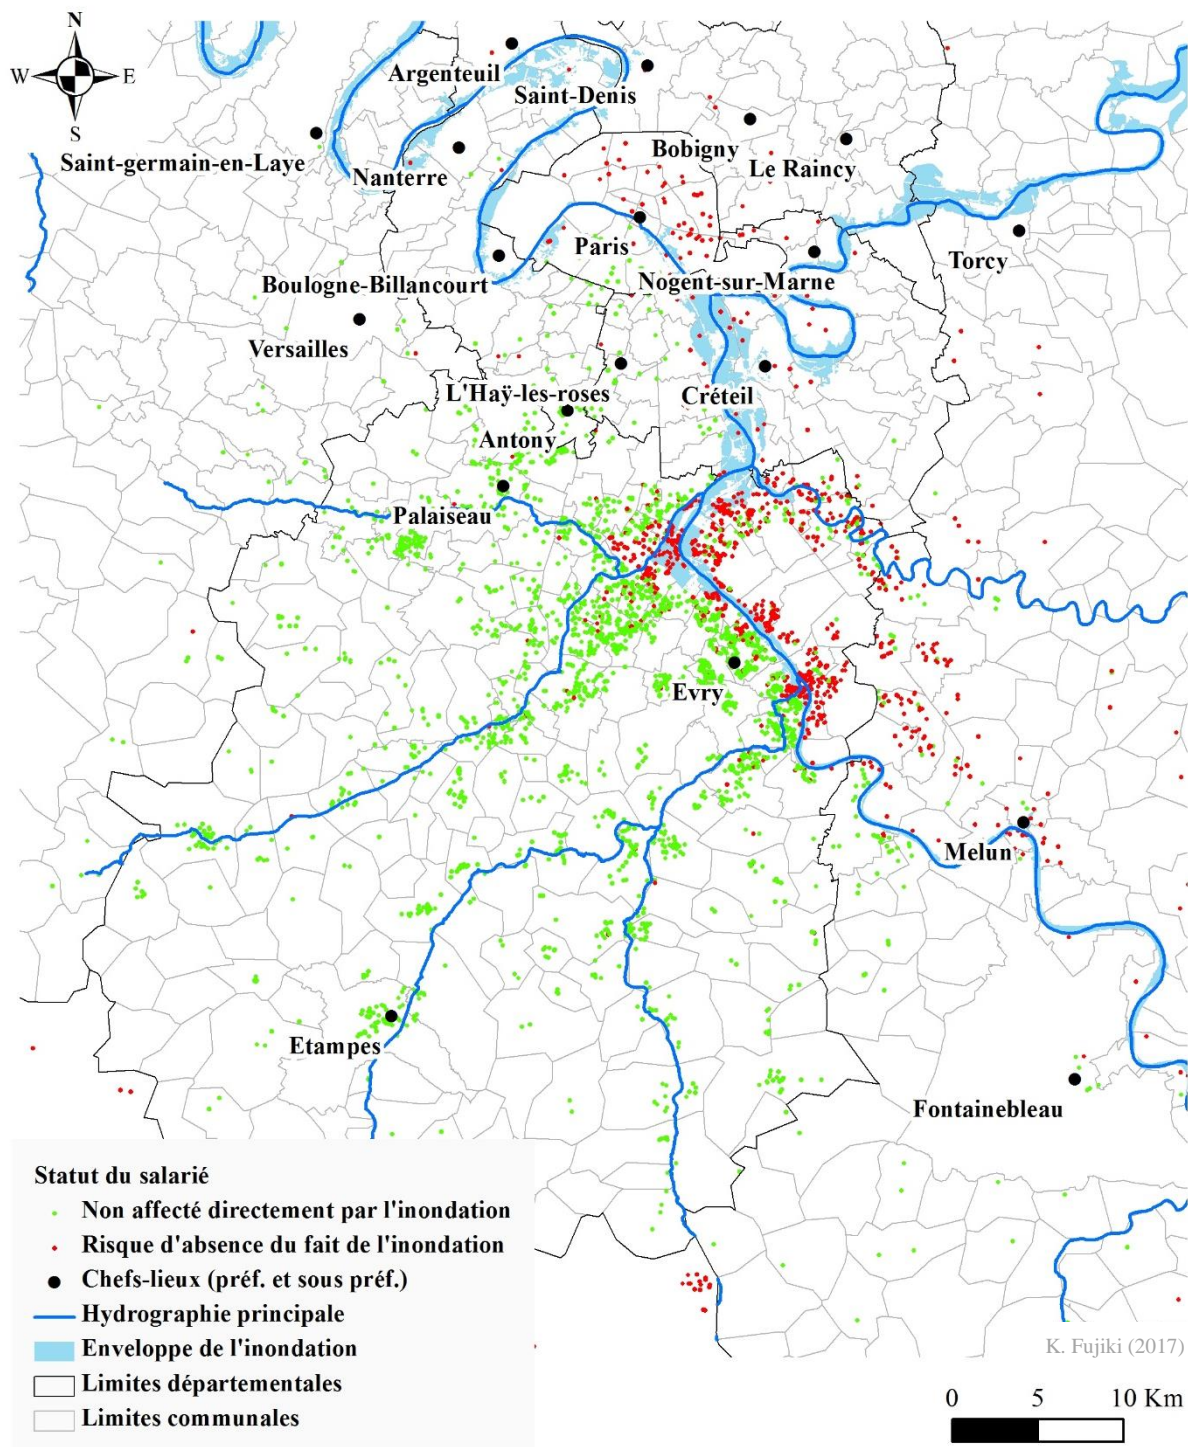 N
W
E
S
Argenteuil
Saint-Denis
Saint-germain-en-Laye
Nanterre
Bobigny
Le Raincy
Paris
Torcy
Boulogne-Billancourt
Nogent-sur-Marne
Versailles
L'Haÿ-les-roses
Créteil
Antony
Palaiseau
Evry
Melun
Etampes
Fontainebleau
Statut du salarié
Non affecté directement par l'inondation
Risque d'absence du fait de l'inondation
Chefs-lieux (préf. et sous préf.)
Hydrographie principale
Enveloppe de l'inondation
Limites départementales
Limites communales
K. Fujiki (2017)
0 5 10 Km